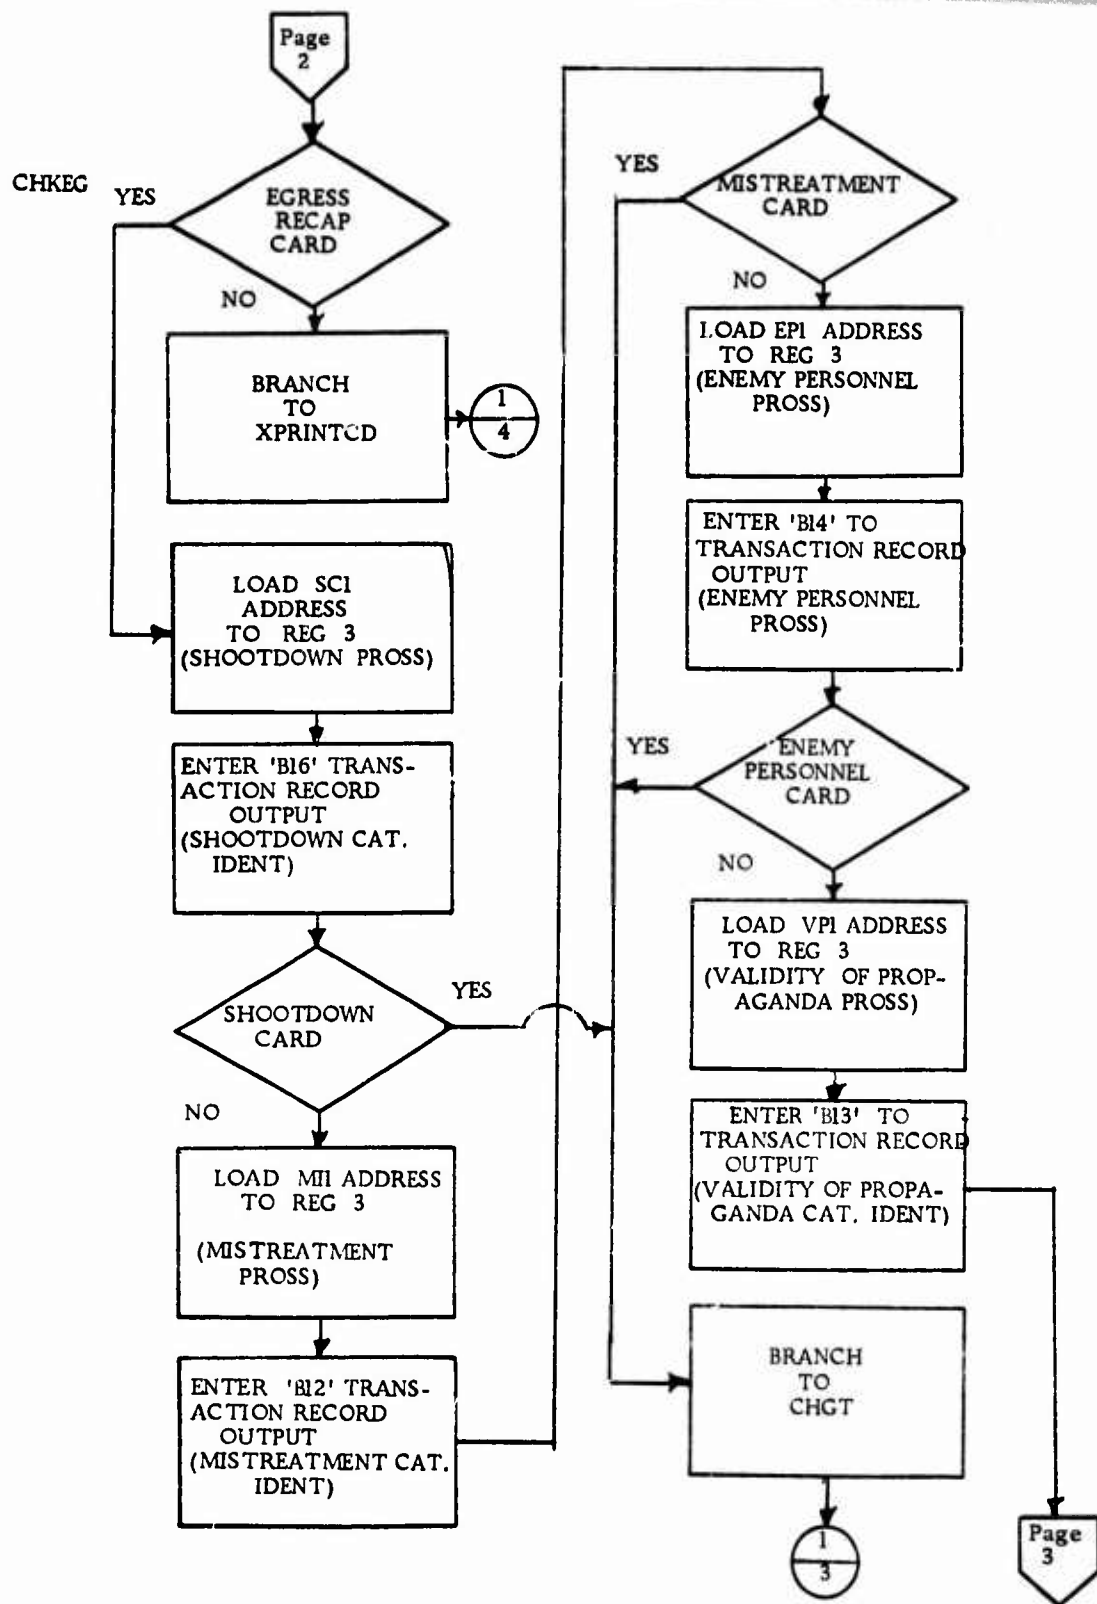 Page
2
CHKEG
YES
EGRESS
RECAP
CARD
NO
BRANCH
TO
XPRINTCD
1
4
LOAD SC1
ADDRESS
TO REG 3
(SHOOTDOWN PROSS)
ENTER 'B16' TRANS-
ACTION RECORD
OUTPUT
(SHOOTDOWN CAT.
IDENT)
SHOOTDOWN
CARD
YES
NO
LOAD MI1 ADDRESS
TO REG 3
(MISTREATMENT
PROSS)
ENTER 'B12' TRANS-
ACTION RECORD
OUTPUT
(MISTREATMENT CAT.
IDENT)
YES
MISTREATMENT
CARD
NO
LOAD EP1 ADDRESS
TO REG 3
(ENEMY PERSONNEL
PROSS)
ENTER 'B14' TO
TRANSACTION RECORD
OUTPUT
(ENEMY PERSONNEL
PROSS)
YES
ENEMY
PERSONNEL
CARD
NO
LOAD VP1 ADDRESS
TO REG 3
(VALIDITY OF PROP-
AGANDA PROSS)
ENTER 'B13' TO
TRANSACTION RECORD
OUTPUT
(VALIDITY OF PROPA-
GANDA CAT. IDENT)
BRANCH
TO
CHGT
1
3
Page
3